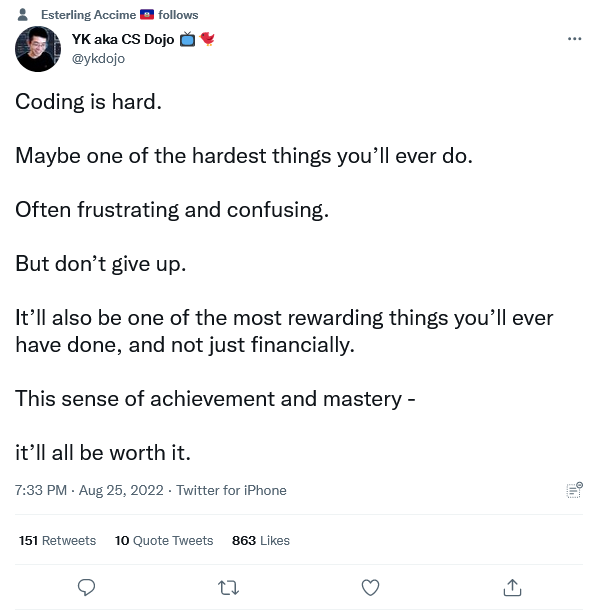 Esterling Accime 🇭🇹 follows
YK aka CS Dojo 📺 🐦
@ykdojo
Coding is hard.
Maybe one of the hardest things you’ll ever do.
Often frustrating and confusing.
But don’t give up.
It’ll also be one of the most rewarding things you’ll ever
have done, and not just financially.
This sense of achievement and mastery -
it’ll all be worth it.
7:33 PM · Aug 25, 2022 · Twitter for iPhone
151 Retweets 10 Quote Tweets 863 Likes